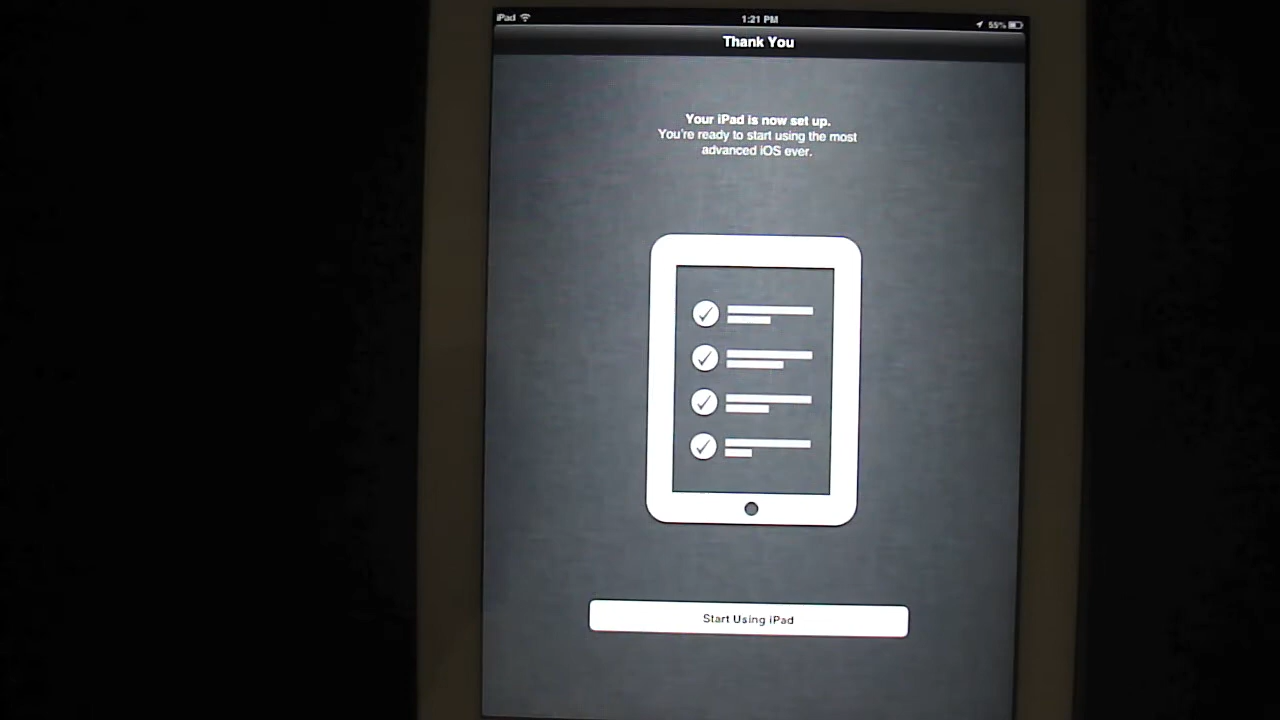 iPad 1:21 PM 55%
Thank You
Your iPad is now set up.
You're ready to start using the most
advanced iOS ever.
Start Using iPad